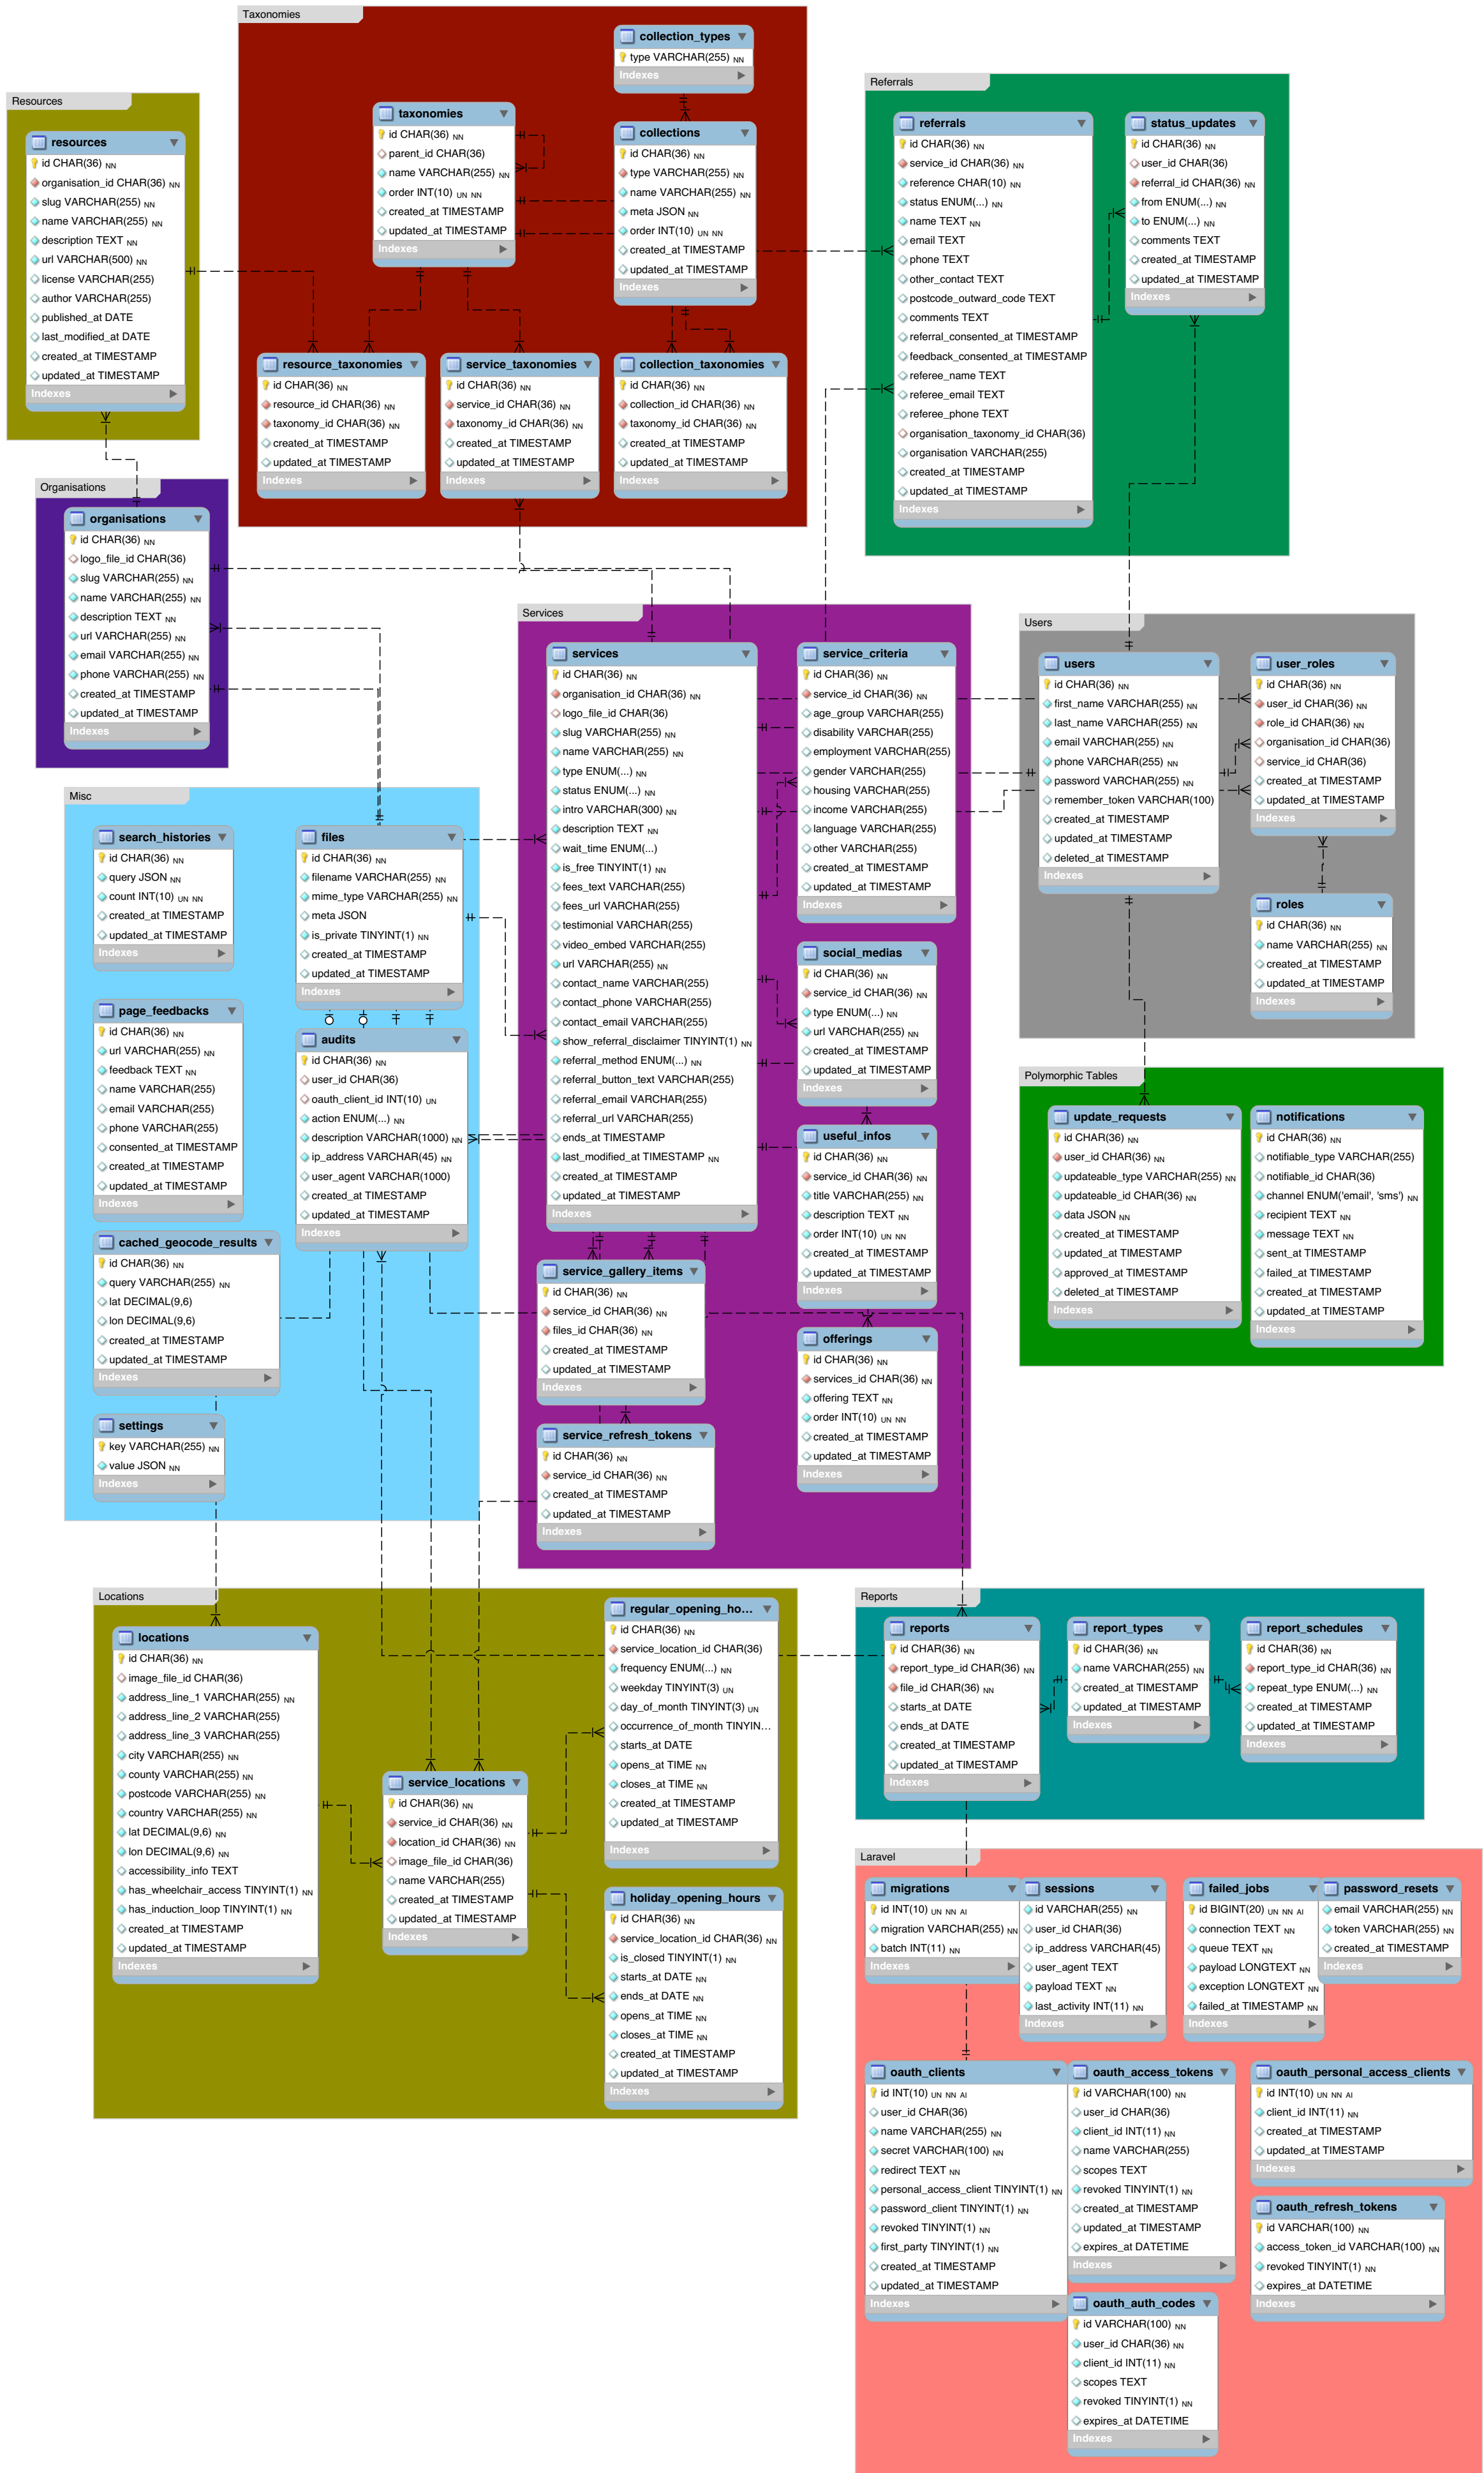 Taxonomies
collection_types
type VARCHAR(255) NN
Indexes
taxonomies
id CHAR(36) NN
parent_id CHAR(36)
name VARCHAR(255) NN
order INT(10) UN NN
created_at TIMESTAMP
updated_at TIMESTAMP
Indexes
collections
id CHAR(36) NN
type VARCHAR(255) NN
name VARCHAR(255) NN
meta JSON NN
order INT(10) UN NN
created_at TIMESTAMP
updated_at TIMESTAMP
Indexes
resource_taxonomies
id CHAR(36) NN
resource_id CHAR(36) NN
taxonomy_id CHAR(36) NN
created_at TIMESTAMP
updated_at TIMESTAMP
Indexes
service_taxonomies
id CHAR(36) NN
service_id CHAR(36) NN
taxonomy_id CHAR(36) NN
created_at TIMESTAMP
updated_at TIMESTAMP
Indexes
collection_taxonomies
id CHAR(36) NN
collection_id CHAR(36) NN
taxonomy_id CHAR(36) NN
created_at TIMESTAMP
updated_at TIMESTAMP
Indexes
Resources
resources
id CHAR(36) NN
organisation_id CHAR(36) NN
slug VARCHAR(255) NN
name VARCHAR(255) NN
description TEXT NN
url VARCHAR(500) NN
license VARCHAR(255)
author VARCHAR(255)
published_at DATE
last_modified_at DATE
created_at TIMESTAMP
updated_at TIMESTAMP
Indexes
Referrals
referrals
id CHAR(36) NN
service_id CHAR(36) NN
reference CHAR(10) NN
status ENUM(...) NN
name TEXT NN
email TEXT
phone TEXT
other_contact TEXT
postcode_outward_code TEXT
comments TEXT
referral_consented_at TIMESTAMP
feedback_consented_at TIMESTAMP
referee_name TEXT
referee_email TEXT
referee_phone TEXT
organisation_taxonomy_id CHAR(36)
organisation VARCHAR(255)
created_at TIMESTAMP
updated_at TIMESTAMP
Indexes
status_updates
id CHAR(36) NN
user_id CHAR(36)
referral_id CHAR(36) NN
from ENUM(...) NN
to ENUM(...) NN
comments TEXT
created_at TIMESTAMP
updated_at TIMESTAMP
Indexes
Organisations
organisations
id CHAR(36) NN
logo_file_id CHAR(36)
slug VARCHAR(255) NN
name VARCHAR(255) NN
description TEXT NN
url VARCHAR(255) NN
email VARCHAR(255) NN
phone VARCHAR(255) NN
created_at TIMESTAMP
updated_at TIMESTAMP
Indexes
Services
services
id CHAR(36) NN
organisation_id CHAR(36) NN
logo_file_id CHAR(36)
slug VARCHAR(255) NN
name VARCHAR(255) NN
type ENUM(...) NN
status ENUM(...) NN
intro VARCHAR(300) NN
description TEXT NN
wait_time ENUM(...)
is_free TINYINT(1) NN
fees_text VARCHAR(255)
fees_url VARCHAR(255)
testimonial VARCHAR(255)
video_embed VARCHAR(255)
url VARCHAR(255) NN
contact_name VARCHAR(255)
contact_phone VARCHAR(255)
contact_email VARCHAR(255)
show_referral_disclaimer TINYINT(1) NN
referral_method ENUM(...) NN
referral_button_text VARCHAR(255)
referral_email VARCHAR(255)
referral_url VARCHAR(255)
ends_at TIMESTAMP
last_modified_at TIMESTAMP NN
created_at TIMESTAMP
updated_at TIMESTAMP
Indexes
service_criteria
id CHAR(36) NN
service_id CHAR(36) NN
age_group VARCHAR(255)
disability VARCHAR(255)
employment VARCHAR(255)
gender VARCHAR(255)
housing VARCHAR(255)
income VARCHAR(255)
language VARCHAR(255)
other VARCHAR(255)
created_at TIMESTAMP
updated_at TIMESTAMP
Indexes
social_medias
id CHAR(36) NN
service_id CHAR(36) NN
type ENUM(...) NN
url VARCHAR(255) NN
created_at TIMESTAMP
updated_at TIMESTAMP
Indexes
useful_infos
id CHAR(36) NN
service_id CHAR(36) NN
title VARCHAR(255) NN
description TEXT NN
order INT(10) UN NN
created_at TIMESTAMP
updated_at TIMESTAMP
Indexes
service_gallery_items
id CHAR(36) NN
service_id CHAR(36) NN
files_id CHAR(36) NN
created_at TIMESTAMP
updated_at TIMESTAMP
Indexes
offerings
id CHAR(36) NN
services_id CHAR(36) NN
offering TEXT NN
order INT(10) UN NN
created_at TIMESTAMP
updated_at TIMESTAMP
Indexes
service_refresh_tokens
id CHAR(36) NN
service_id CHAR(36) NN
created_at TIMESTAMP
updated_at TIMESTAMP
Indexes
Users
users
id CHAR(36) NN
first_name VARCHAR(255) NN
last_name VARCHAR(255) NN
email VARCHAR(255) NN
phone VARCHAR(255) NN
password VARCHAR(255) NN
remember_token VARCHAR(100)
created_at TIMESTAMP
updated_at TIMESTAMP
deleted_at TIMESTAMP
Indexes
user_roles
id CHAR(36) NN
user_id CHAR(36) NN
role_id CHAR(36) NN
organisation_id CHAR(36)
service_id CHAR(36)
created_at TIMESTAMP
updated_at TIMESTAMP
Indexes
roles
id CHAR(36) NN
name VARCHAR(255) NN
created_at TIMESTAMP
updated_at TIMESTAMP
Indexes
Misc
search_histories
id CHAR(36) NN
query JSON NN
count INT(10) UN NN
created_at TIMESTAMP
updated_at TIMESTAMP
Indexes
files
id CHAR(36) NN
filename VARCHAR(255) NN
mime_type VARCHAR(255) NN
meta JSON
is_private TINYINT(1) NN
created_at TIMESTAMP
updated_at TIMESTAMP
Indexes
page_feedbacks
id CHAR(36) NN
url VARCHAR(255) NN
feedback TEXT NN
name VARCHAR(255)
email VARCHAR(255)
phone VARCHAR(255)
consented_at TIMESTAMP
created_at TIMESTAMP
updated_at TIMESTAMP
Indexes
audits
id CHAR(36) NN
user_id CHAR(36)
oauth_client_id INT(10) UN
action ENUM(...) NN
description VARCHAR(1000) NN
ip_address VARCHAR(45) NN
user_agent VARCHAR(1000)
created_at TIMESTAMP
updated_at TIMESTAMP
Indexes
cached_geocode_results
id CHAR(36) NN
query VARCHAR(255) NN
lat DECIMAL(9,6)
lon DECIMAL(9,6)
created_at TIMESTAMP
updated_at TIMESTAMP
Indexes
settings
key VARCHAR(255) NN
value JSON NN
Indexes
Polymorphic Tables
update_requests
id CHAR(36) NN
user_id CHAR(36) NN
updateable_type VARCHAR(255) NN
updateable_id CHAR(36) NN
data JSON NN
created_at TIMESTAMP
updated_at TIMESTAMP
approved_at TIMESTAMP
deleted_at TIMESTAMP
Indexes
notifications
id CHAR(36) NN
notifiable_type VARCHAR(255)
notifiable_id CHAR(36)
channel ENUM('email', 'sms') NN
recipient TEXT NN
message TEXT NN
sent_at TIMESTAMP
failed_at TIMESTAMP
created_at TIMESTAMP
updated_at TIMESTAMP
Indexes
Locations
locations
id CHAR(36) NN
image_file_id CHAR(36)
address_line_1 VARCHAR(255) NN
address_line_2 VARCHAR(255)
address_line_3 VARCHAR(255)
city VARCHAR(255) NN
county VARCHAR(255) NN
postcode VARCHAR(255) NN
country VARCHAR(255) NN
lat DECIMAL(9,6) NN
lon DECIMAL(9,6) NN
accessibility_info TEXT
has_wheelchair_access TINYINT(1) NN
has_induction_loop TINYINT(1) NN
created_at TIMESTAMP
updated_at TIMESTAMP
Indexes
service_locations
id CHAR(36) NN
service_id CHAR(36) NN
location_id CHAR(36) NN
image_file_id CHAR(36)
name VARCHAR(255)
created_at TIMESTAMP
updated_at TIMESTAMP
Indexes
regular_opening_ho...
id CHAR(36) NN
service_location_id CHAR(36)
frequency ENUM(...) NN
weekday TINYINT(3) UN
day_of_month TINYINT(3) UN
occurrence_of_month TINYIN...
starts_at DATE
opens_at TIME NN
closes_at TIME NN
created_at TIMESTAMP
updated_at TIMESTAMP
Indexes
holiday_opening_hours
id CHAR(36) NN
service_location_id CHAR(36) NN
is_closed TINYINT(1) NN
starts_at DATE NN
ends_at DATE NN
opens_at TIME NN
closes_at TIME NN
created_at TIMESTAMP
updated_at TIMESTAMP
Indexes
Reports
reports
id CHAR(36) NN
report_type_id CHAR(36) NN
file_id CHAR(36) NN
starts_at DATE
ends_at DATE
created_at TIMESTAMP
updated_at TIMESTAMP
Indexes
report_types
id CHAR(36) NN
name VARCHAR(255) NN
created_at TIMESTAMP
updated_at TIMESTAMP
Indexes
report_schedules
id CHAR(36) NN
report_type_id CHAR(36) NN
repeat_type ENUM(...) NN
created_at TIMESTAMP
updated_at TIMESTAMP
Indexes
Laravel
migrations
id INT(10) UN NN AI
migration VARCHAR(255) NN
batch INT(11) NN
Indexes
sessions
id VARCHAR(255) NN
user_id CHAR(36)
ip_address VARCHAR(45)
user_agent TEXT
payload TEXT NN
last_activity INT(11) NN
Indexes
failed_jobs
id BIGINT(20) UN NN AI
connection TEXT NN
queue TEXT NN
payload LONGTEXT NN
exception LONGTEXT NN
failed_at TIMESTAMP NN
Indexes
password_resets
email VARCHAR(255) NN
token VARCHAR(255) NN
created_at TIMESTAMP
Indexes
oauth_clients
id INT(10) UN NN AI
user_id CHAR(36)
name VARCHAR(255) NN
secret VARCHAR(100) NN
redirect TEXT NN
personal_access_client TINYINT(1) NN
password_client TINYINT(1) NN
revoked TINYINT(1) NN
first_party TINYINT(1) NN
created_at TIMESTAMP
updated_at TIMESTAMP
Indexes
oauth_access_tokens
id VARCHAR(100) NN
user_id CHAR(36)
client_id INT(11) NN
name VARCHAR(255)
scopes TEXT
revoked TINYINT(1) NN
created_at TIMESTAMP
updated_at TIMESTAMP
expires_at DATETIME
Indexes
oauth_personal_access_clients
id INT(10) UN NN AI
client_id INT(11) NN
created_at TIMESTAMP
updated_at TIMESTAMP
Indexes
oauth_refresh_tokens
id VARCHAR(100) NN
access_token_id VARCHAR(100) NN
revoked TINYINT(1) NN
expires_at DATETIME
Indexes
oauth_auth_codes
id VARCHAR(100) NN
user_id CHAR(36) NN
client_id INT(11) NN
scopes TEXT
revoked TINYINT(1) NN
expires_at DATETIME
Indexes